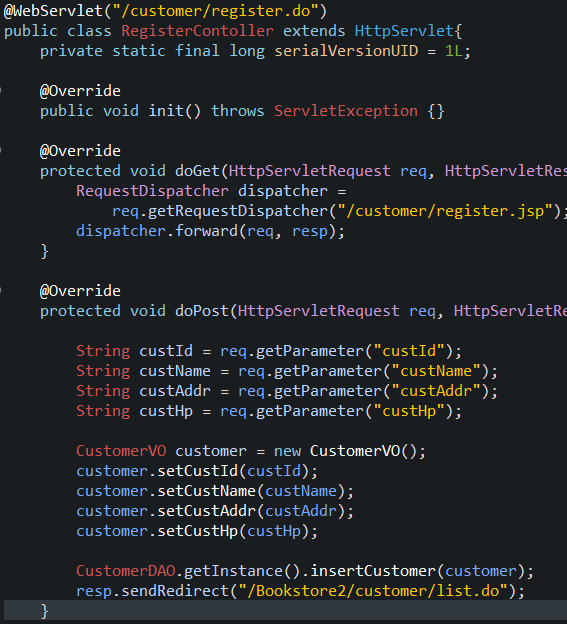 @WebServlet("/customer/register.do")
public class RegisterContoller extends HttpServlet{
private static final long serialVersionUID = 1L;
@Override
public void init() throws ServletException {}
@Override
protected void doGet(HttpServletRequest req, HttpServletRes
RequestDispatcher dispatcher =
req.getRequestDispatcher("/customer/register.jsp");
dispatcher.forward(req, resp);
}
@Override
protected void doPost(HttpServletRequest req, HttpServletRe
String custId = req.getParameter("custId");
String custName = req.getParameter("custName");
String custAddr = req.getParameter("custAddr");
String custHp = req.getParameter("custHp");
CustomerVO customer = new CustomerVO();
customer.setCustId(custId);
customer.setCustName(custName);
customer.setCustAddr(custAddr);
customer.setCustHp(custHp);
CustomerDAO.getInstance().insertCustomer(customer);
resp.sendRedirect("/Bookstore2/customer/list.do");
}